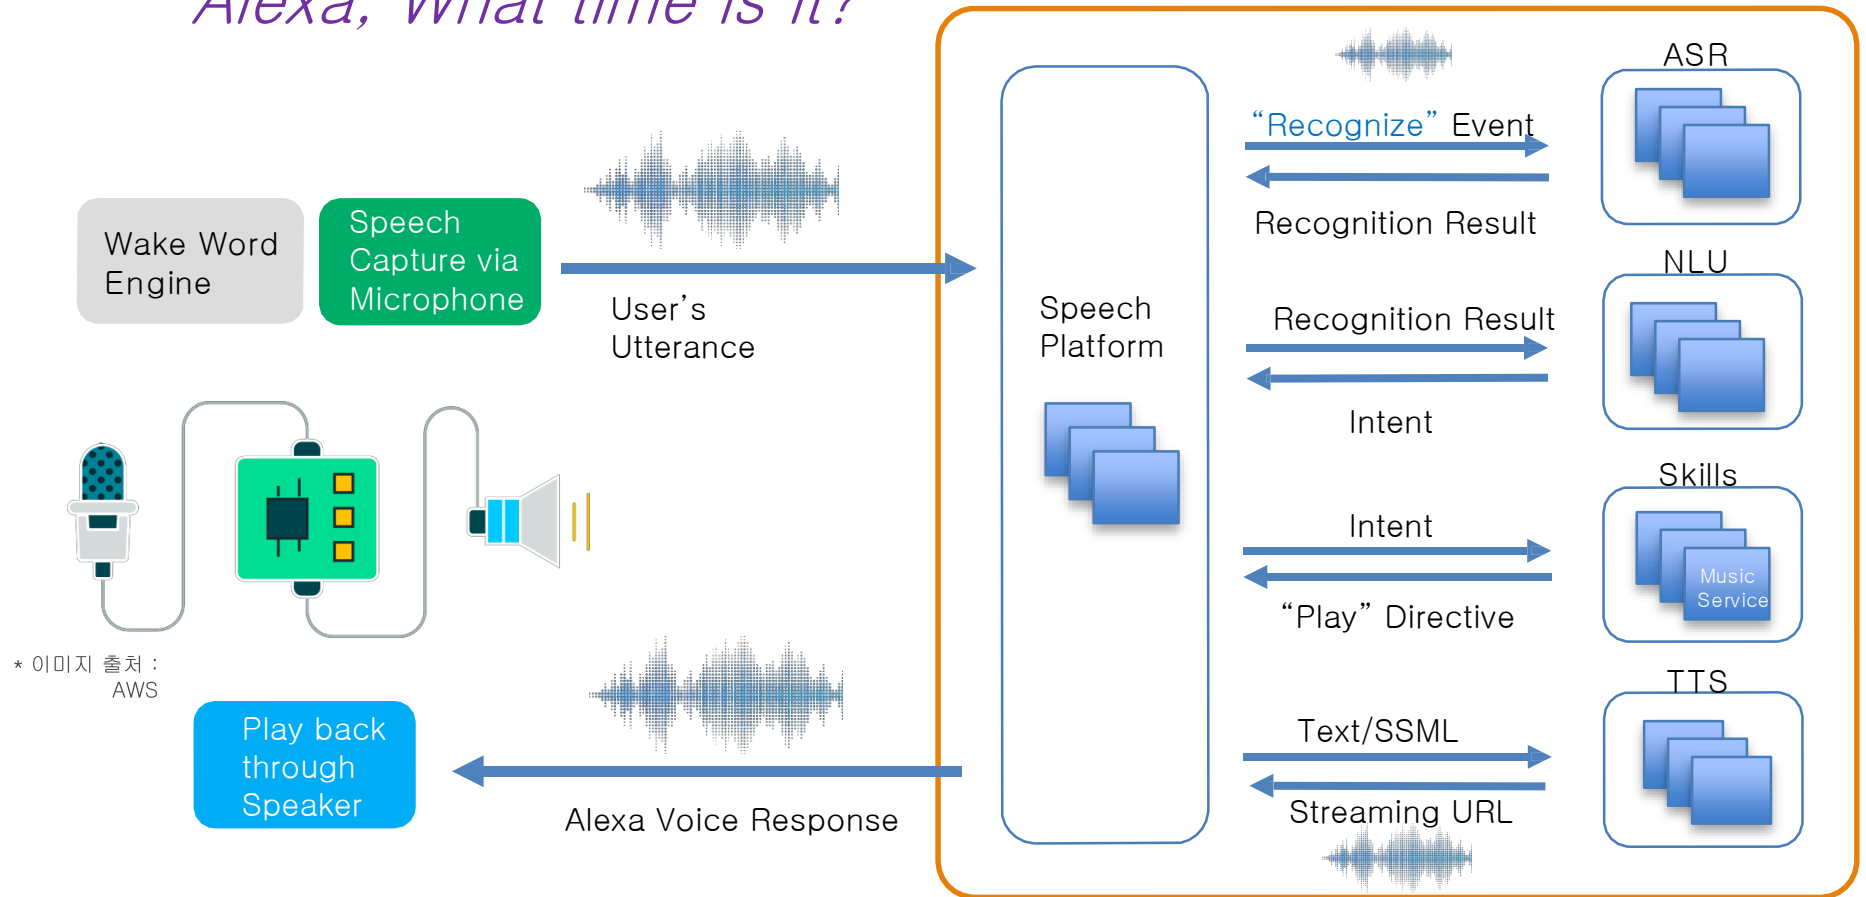 Alexa, What time is it?
Wake Word
Engine
Speech
Capture via
Microphone
User’s
Utterance
* 이미지 출처 :
AWS
Play back
through
Speaker
Alexa Voice Response
Speech
Platform
ASR
“Recognize” Event
Recognition Result
NLU
Recognition Result
Intent
Skills
Intent
“Play” Directive
Music
Service
TTS
Text/SSML
Streaming URL